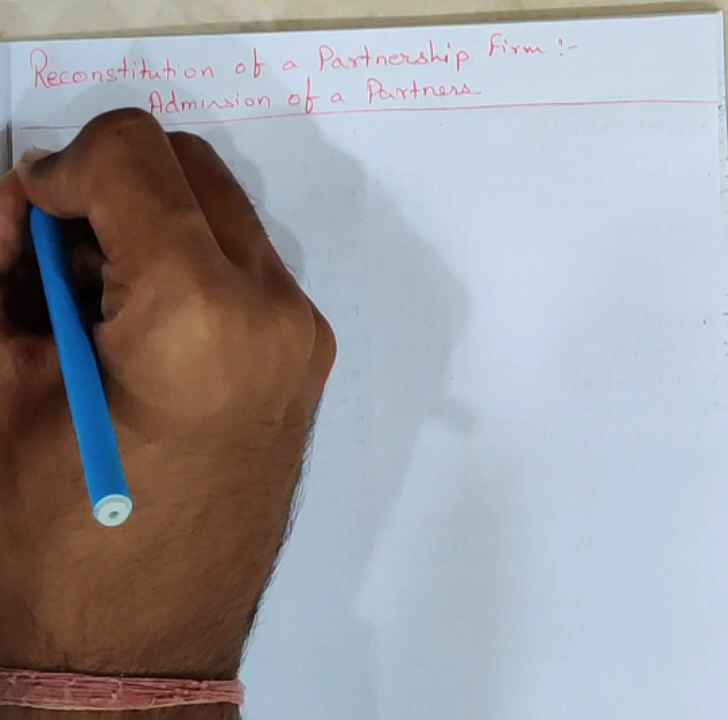 Reconstitution of a Partnership Firm :-
Admission of a Partners